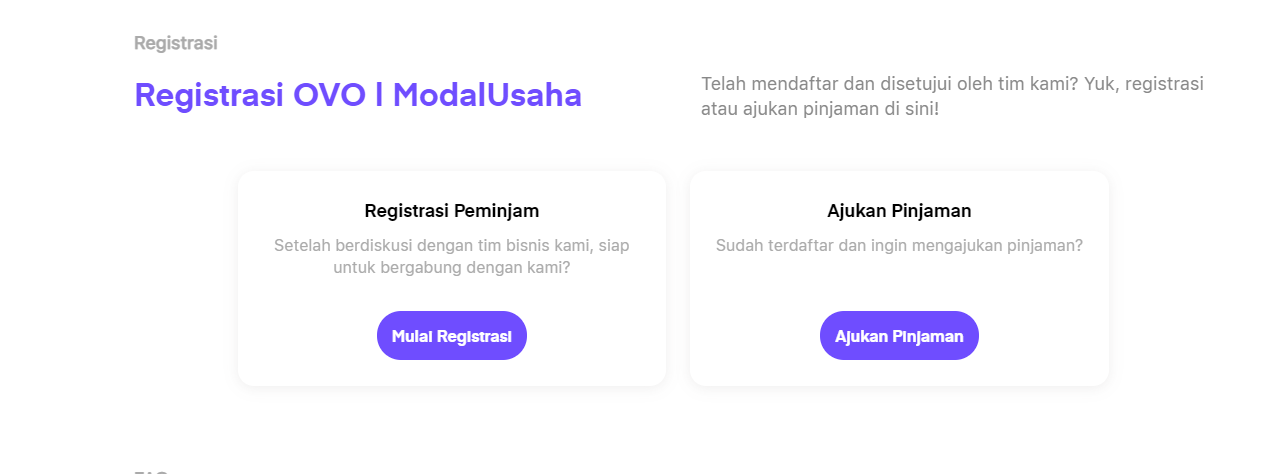 Registrasi
Registrasi OVO | ModalUsaha
Telah mendaftar dan disetujui oleh tim kami? Yuk, registrasi
atau ajukan pinjaman di sini!
Registrasi Peminjam
Setelah berdiskusi dengan tim bisnis kami, siap
untuk bergabung dengan kami?
Mulai Registrasi
Ajukan Pinjaman
Sudah terdaftar dan ingin mengajukan pinjaman?
Ajukan Pinjaman